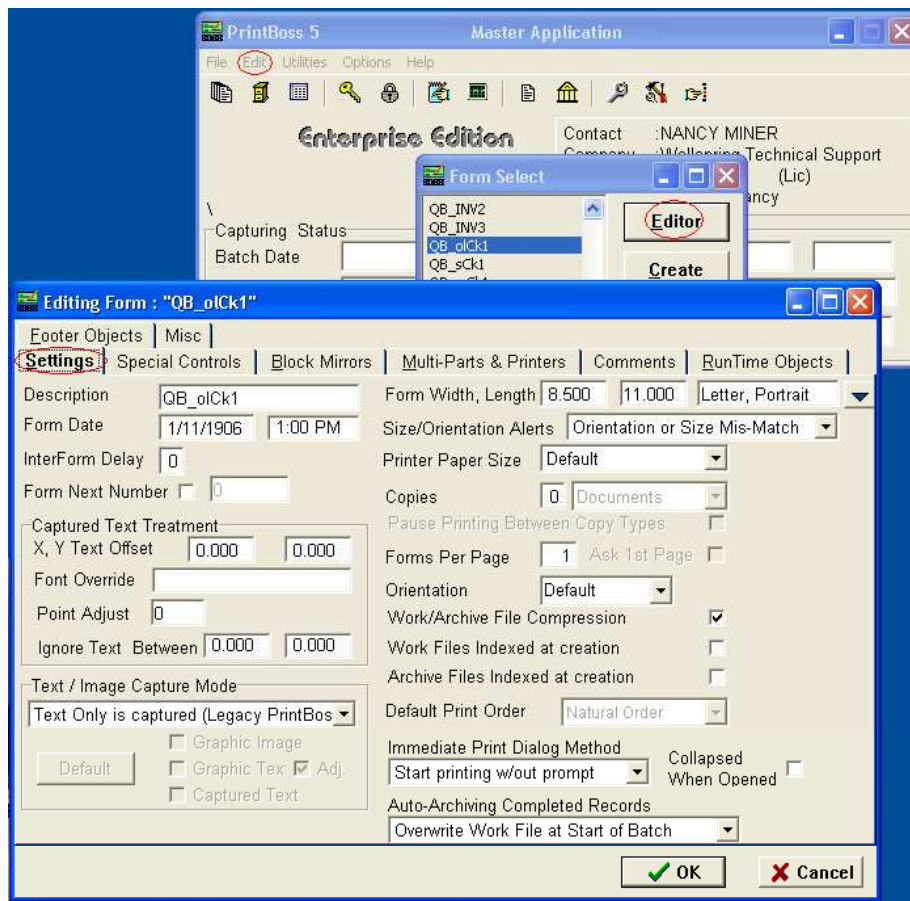 PrintBoss 5 Master Application
File Edit Utilities Options Help
Enterprise Edition
Contact :NANCY MINER
Technical Support
(Lic)
\
Capturing Status
Batch Date
Form Select
QB_INV2
QB_INV3
QB_olCk1
QB_sCk1
Editor
Create
Editing Form : "QB_olCk1"
Footer Objects Misc
Settings Special Controls Block Mirrors Multi-Parts & Printers Comments RunTime Objects
Description QB_olCk1
Form Date 1/11/1906 1:00 PM
InterForm Delay 0
Form Next Number 0
Captured Text Treatment
X, Y Text Offset 0.000 0.000
Font Override
Point Adjust 0
Ignore Text Between 0.000 0.000
Text / Image Capture Mode
Text Only is captured (Legacy PrintBos
Default
Graphic Image
Graphic Tex Adj.
Captured Text
Form Width, Length 8.500 11.000 Letter, Portrait
Size/Orientation Alerts Orientation or Size Mis-Match
Printer Paper Size Default
Copies 0 Documents
Pause Printing Between Copy Types
Forms Per Page 1 Ask 1st Page
Orientation Default
Work/Archive File Compression
Work Files Indexed at creation
Archive Files Indexed at creation
Default Print Order Natural Order
Immediate Print Dialog Method
Start printing w/out prompt
Collapsed
When Opened
Auto-Archiving Completed Records
Overwrite Work File at Start of Batch
OK Cancel